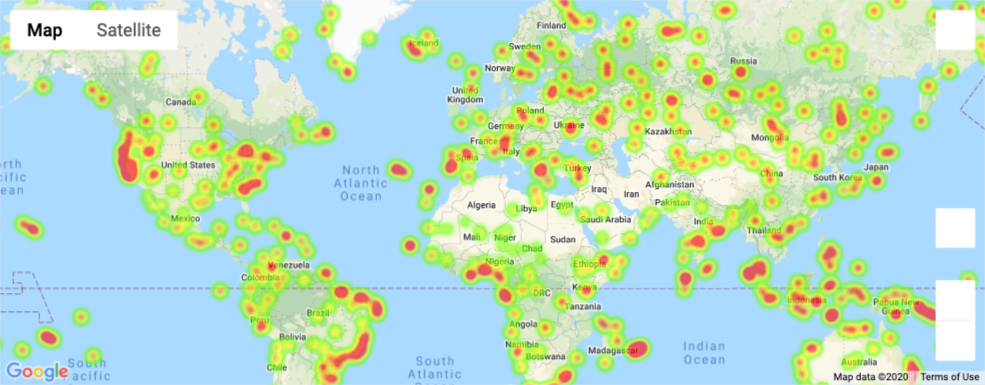 Map
Satellite
Iceland
Finland
Sweden
Norway
Russia
Canada
United
Kingdom
Poland
Germany
Ukraine
France
Italy
Kazakhstan
Mongolia
Spain
United States
North
Atlantic
Ocean
Turkey
China
Japan
South Korea
Afghanistan
Iraq
Iran
Pakistan
Algeria
Libya
Egypt
Saudi Arabia
Mexico
India
Mali
Niger
Chad
Sudan
Thailand
Nigeria
Ethiopia
Venezuela
Colombia
Kenya
DRC
Indonesia
Papua New
Guinea
Tanzania
Brazil
Peru
Angola
Bolivia
Namibia
Botswana
Madagascar
Indian
Ocean
Australia
Chile
South
Atlantic
South
Pacific
Google
Map data ©2020
Terms of Use